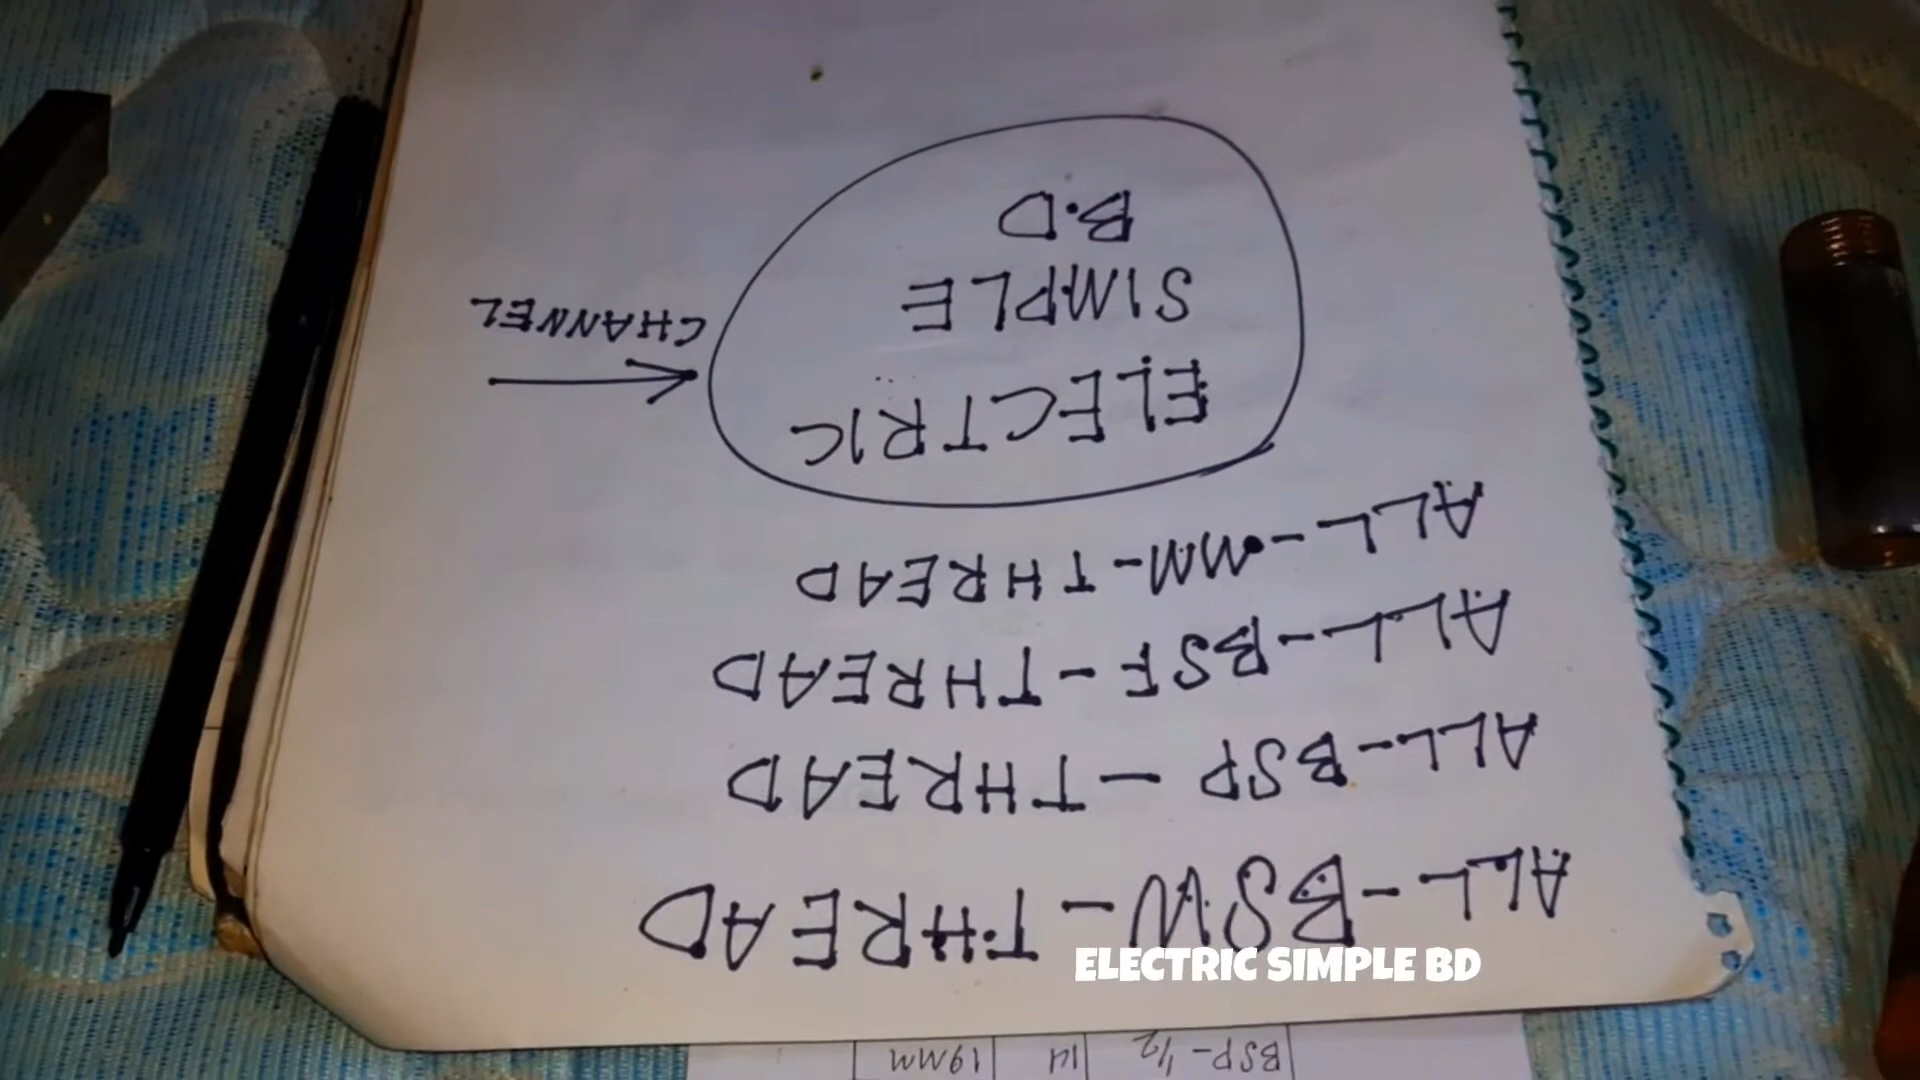 ALL-BSW-THREAD
ALL-BSP-THREAD
ALL-BSF-THREAD
ALL-MM-THREAD
ELECTRIC
SIMPLE
B.D
CHANNEL
ELECTRIC SIMPLE BD
BSP-1/2 14 19MM